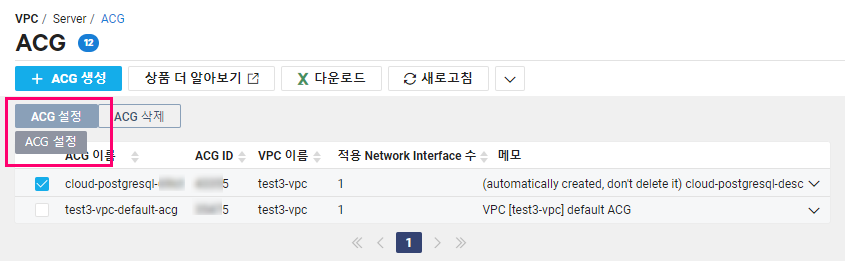 VPC / Server / ACG
ACG 12
+ ACG 생성 상품 더 알아보기 다운로드 새로고침
ACG 설정 ACG 삭제
ACG 설정
ACG 이름 ACG ID VPC 이름 적용 Network Interface 수 메모
cloud-postgresql- 5 test3-vpc 1 (automatically created, don't delete it) cloud-postgresql-desc
test3-vpc-default-acg 5 test3-vpc 1 VPC [test3-vpc] default ACG
1